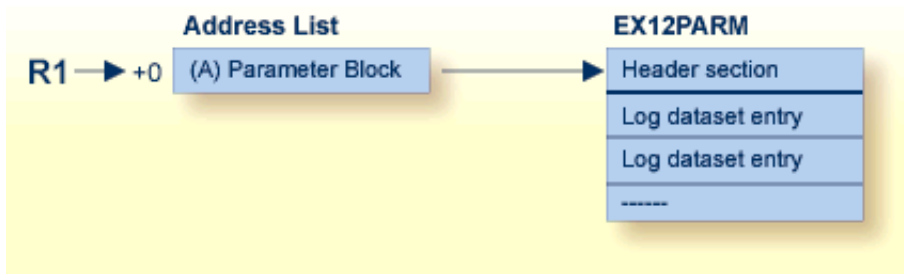 Address List EX12PARM
R1 +0 (A) Parameter Block Header section
Log dataset entry
Log dataset entry
------